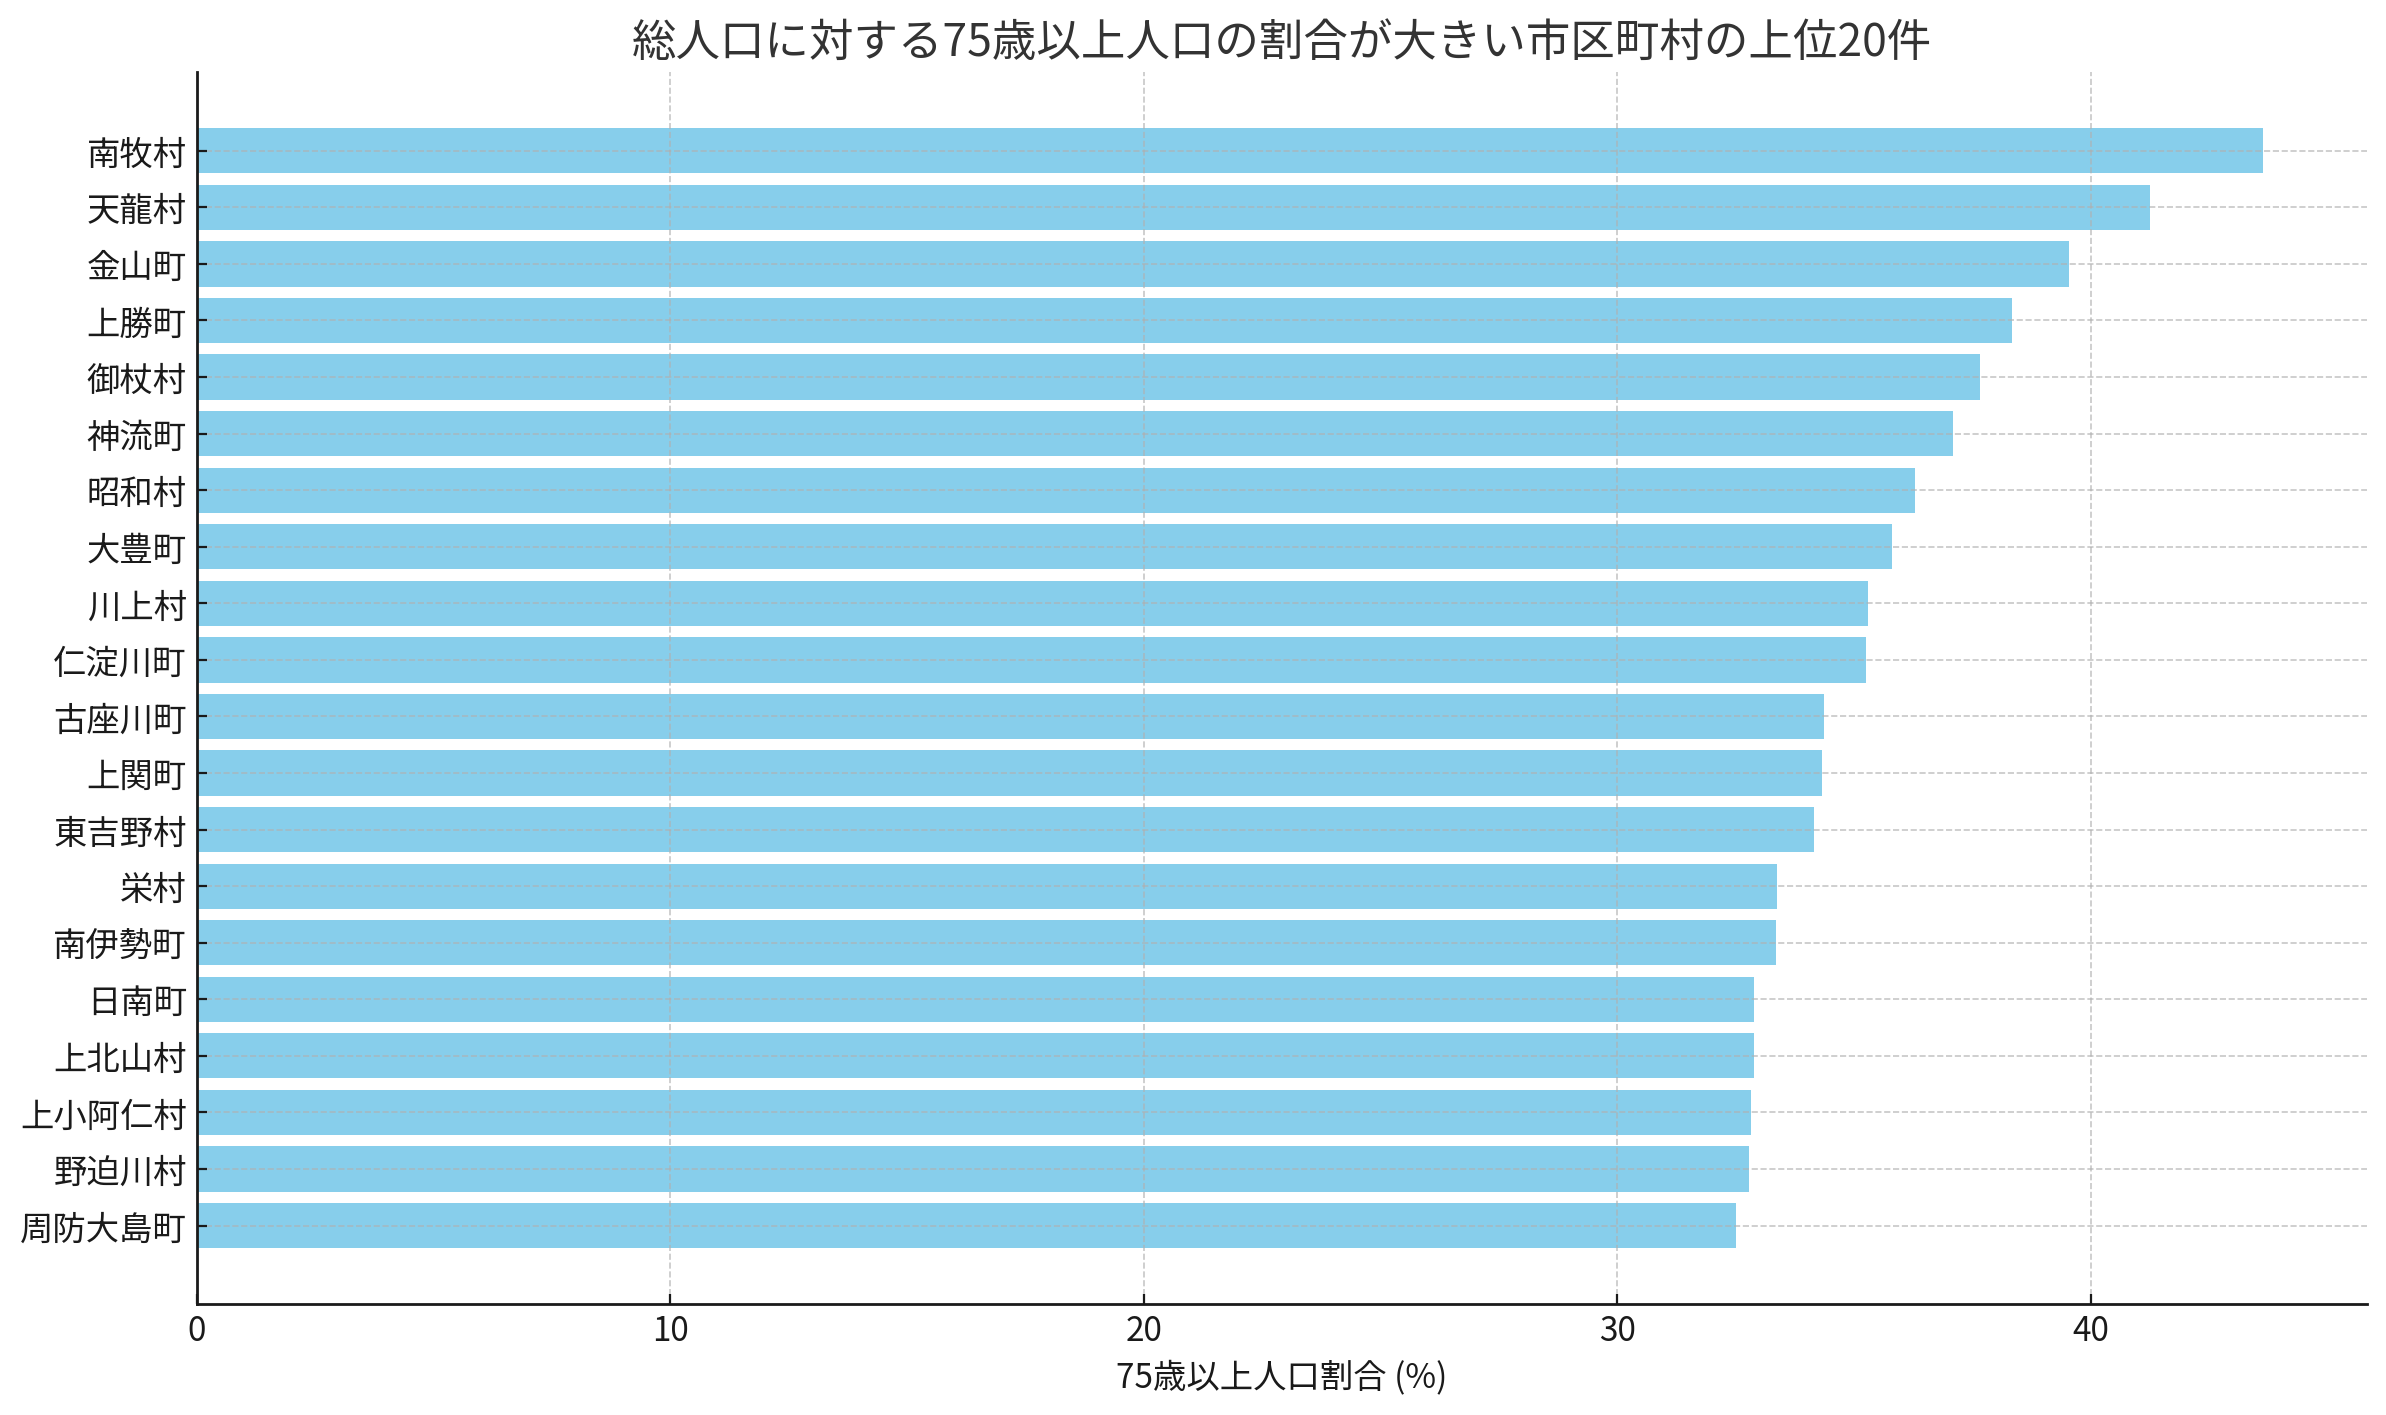 総人口に対する75歳以上人口の割合が大きい市区町村の上位20件
南牧村
天龍村
金山町
上勝町
御杖村
神流町
昭和村
大豊町
川上村
仁淀川町
古座川町
上関町
東吉野村
栄村
南伊勢町
日南町
上北山村
上小阿仁村
野迫川村
周防大島町
0 10 20 30 40
75歳以上人口割合 (%)